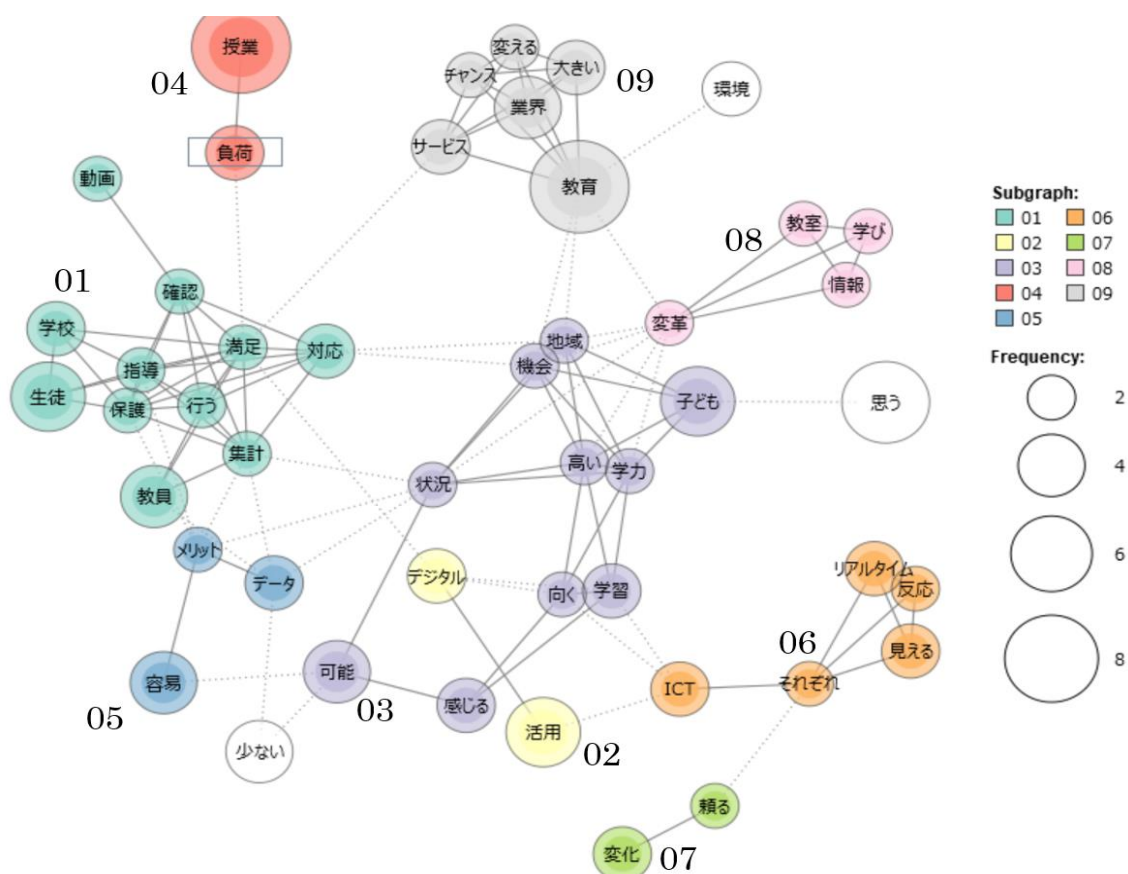 授業
04
負荷
動画
変える
チャンス
大きい
09
業界
サービス
教育
環境
教室
学び
08
情報
変革
01
確認
学校
満足
対応
指導
生徒
保護
行う
集計
教員
地域
機会
子ども
思う
高い
学力
状況
メリット
データ
デジタル
向く
学習
リアルタイム
反応
06
見える
それぞれ
ICT
容易
05
可能
03
感じる
活用
02
少ない
頼る
変化
07
Subgraph:
01 06
02 07
03 08
04 09
05
Frequency:
2
4
6
8